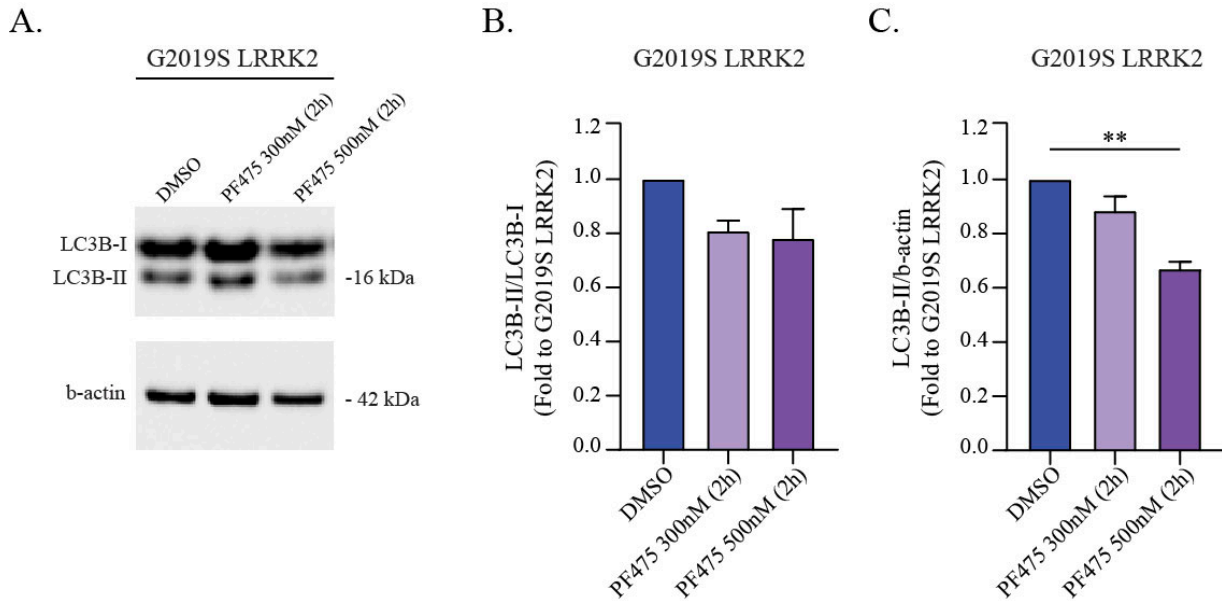 A.
G2019S LRRK2
DMSO
PF475 300nM (2h)
PF475 500nM (2h)
LC3B-I
LC3B-II
-16 kDa
b-actin
- 42 kDa
B.
G2019S LRRK2
LC3B-II/LC3B-I
(Fold to G2019S LRRK2)
1.2
1.0
0.8
0.6
0.4
0.2
0.0
DMSO
PF475 300nM (2h)
PF475 500nM (2h)
C.
G2019S LRRK2
LC3B-II/b-actin
(Fold to G2019S LRRK2)
1.2
1.0
0.8
0.6
0.4
0.2
0.0
**
DMSO
PF475 300nM (2h)
PF475 500nM (2h)